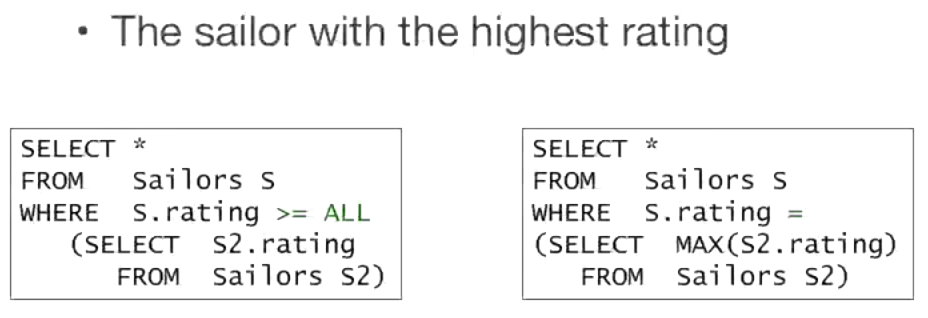 • The sailor with the highest rating
SELECT *
FROM Sailors S
WHERE S.rating >= ALL
(SELECT S2.rating
FROM Sailors S2)
SELECT *
FROM Sailors S
WHERE S.rating =
(SELECT MAX(S2.rating)
FROM Sailors S2)